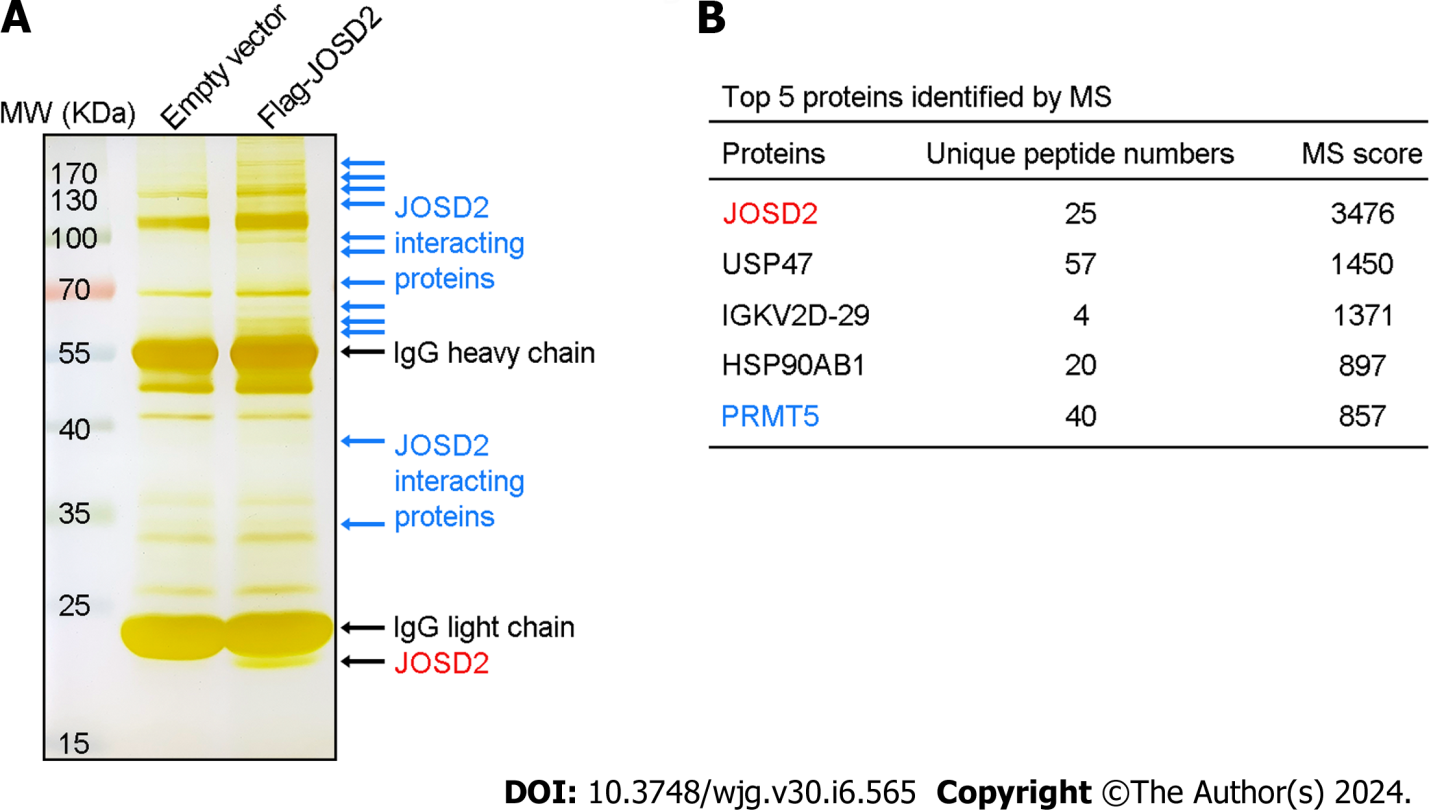 A
B
Empty vector
Flag-JOSD2
MW (KDa)
170
130
100
70
55
40
35
25
15
JOSD2
interacting
proteins
IgG heavy chain
JOSD2
interacting
proteins
IgG light chain
JOSD2
Top 5 proteins identified by MS
Proteins Unique peptide numbers MS score
JOSD2 25 3476
USP47 57 1450
IGKV2D-29 4 1371
HSP90AB1 20 897
PRMT5 40 857
DOI: 10.3748/wjg.v30.i6.565 Copyright ©The Author(s) 2024.